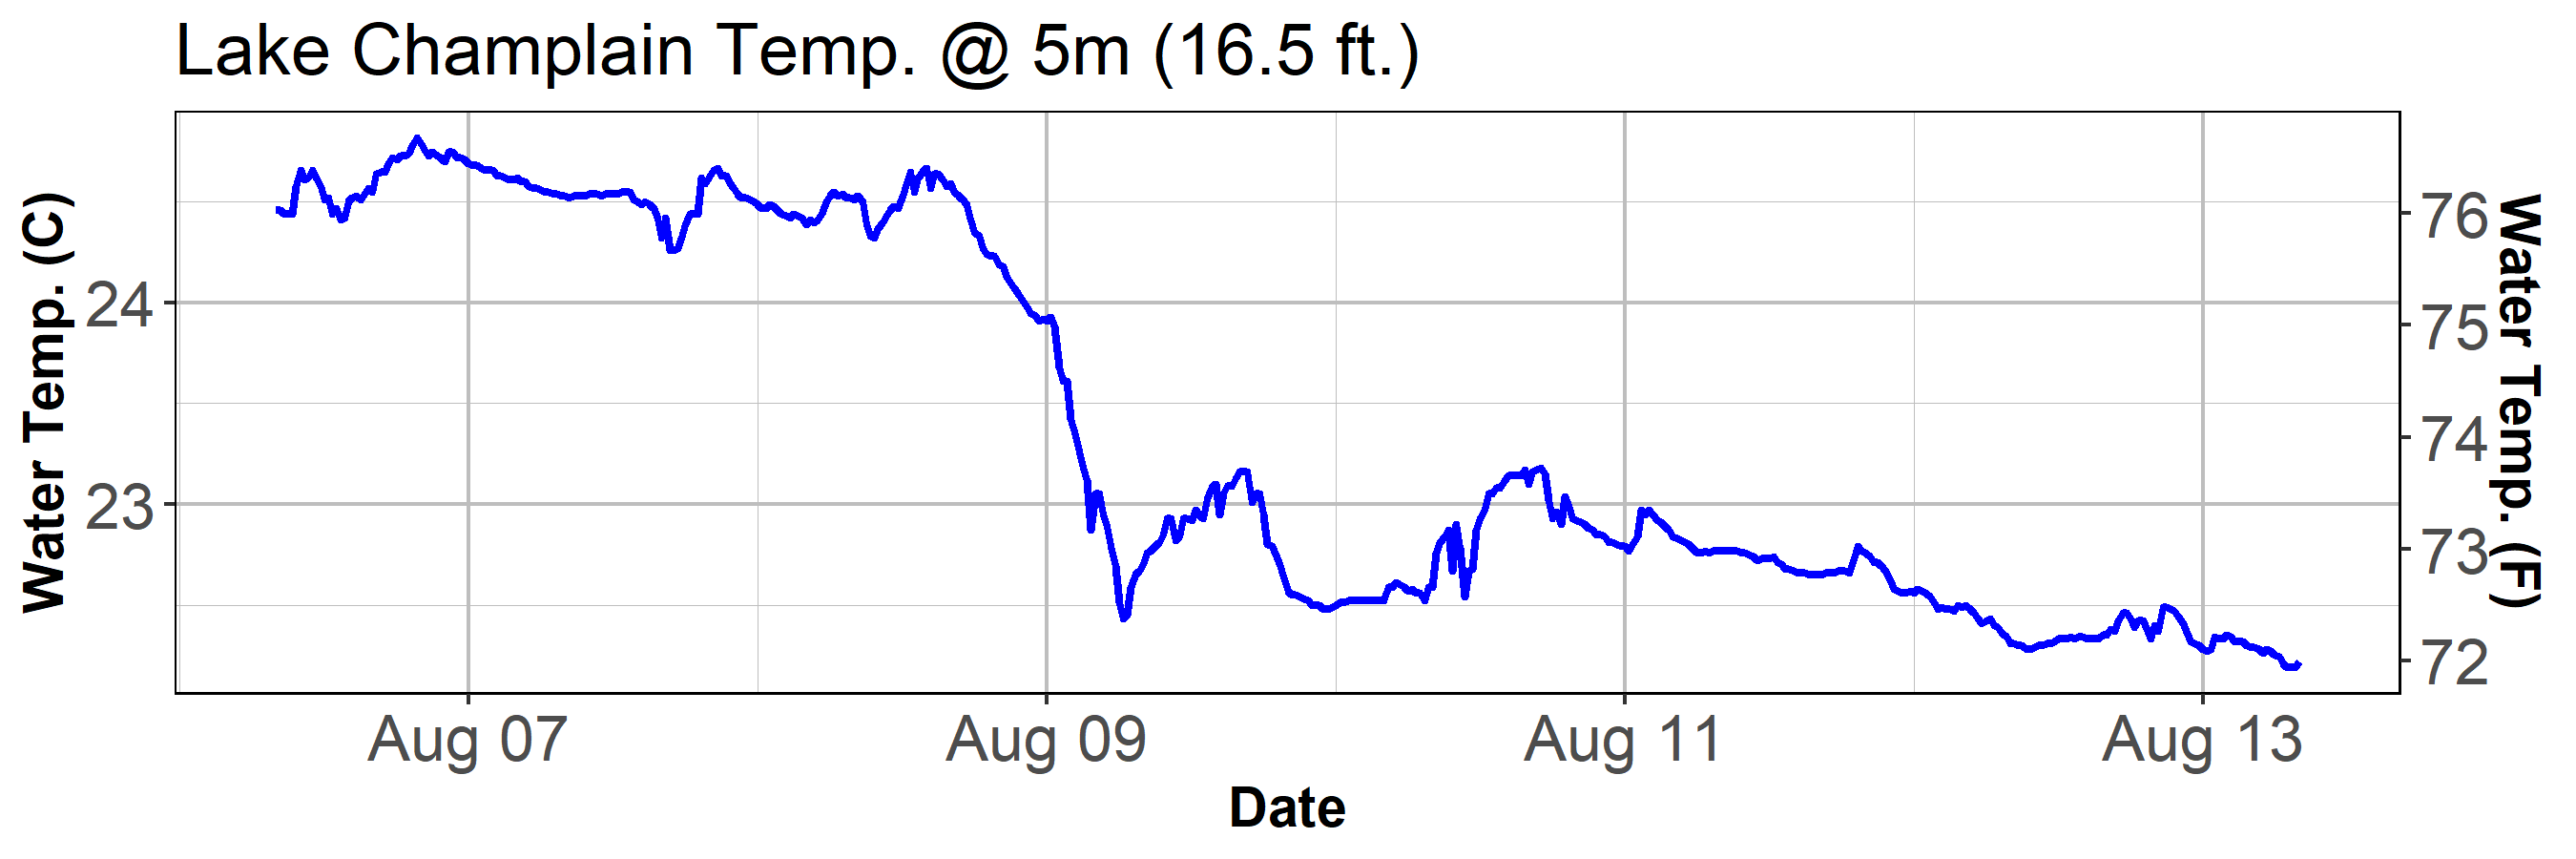 Lake Champlain Temp. @ 5m (16.5 ft.)
Water Temp. (C)
24
23
76
75
74
73
72
Water Temp. (F)
Aug 07
Aug 09
Aug 11
Aug 13
Date